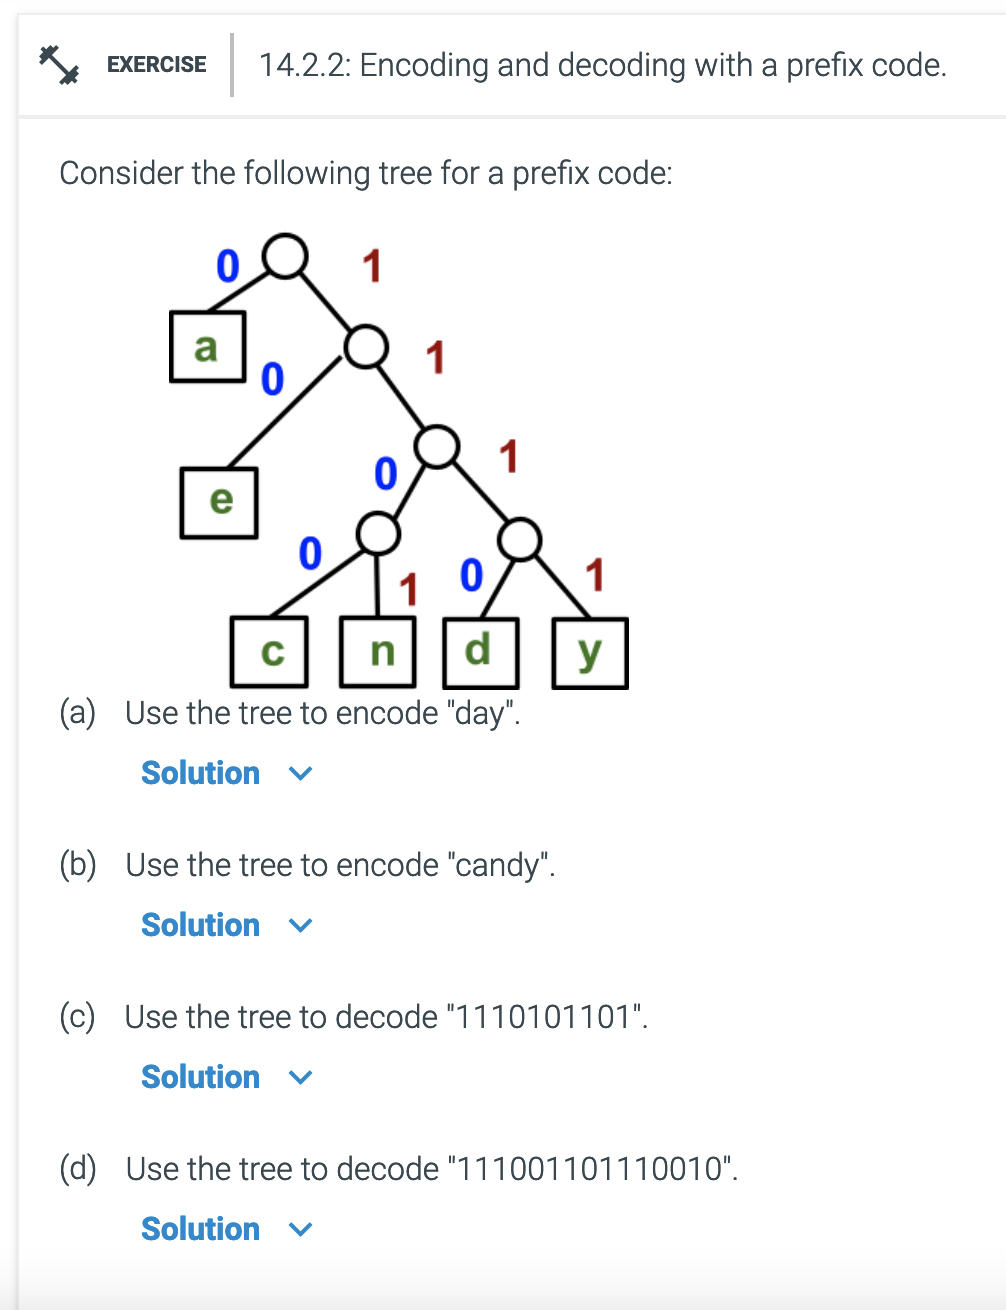 EXERCISE 14.2.2: Encoding and decoding with a prefix code.
Consider the following tree for a prefix code:
0 1
a
0 1
e
0 1
0 1 0 1
c n d y
(a) Use the tree to encode "day".
Solution
(b) Use the tree to encode "candy".
Solution
(c) Use the tree to decode "1110101101".
Solution
(d) Use the tree to decode "111001101110010".
Solution